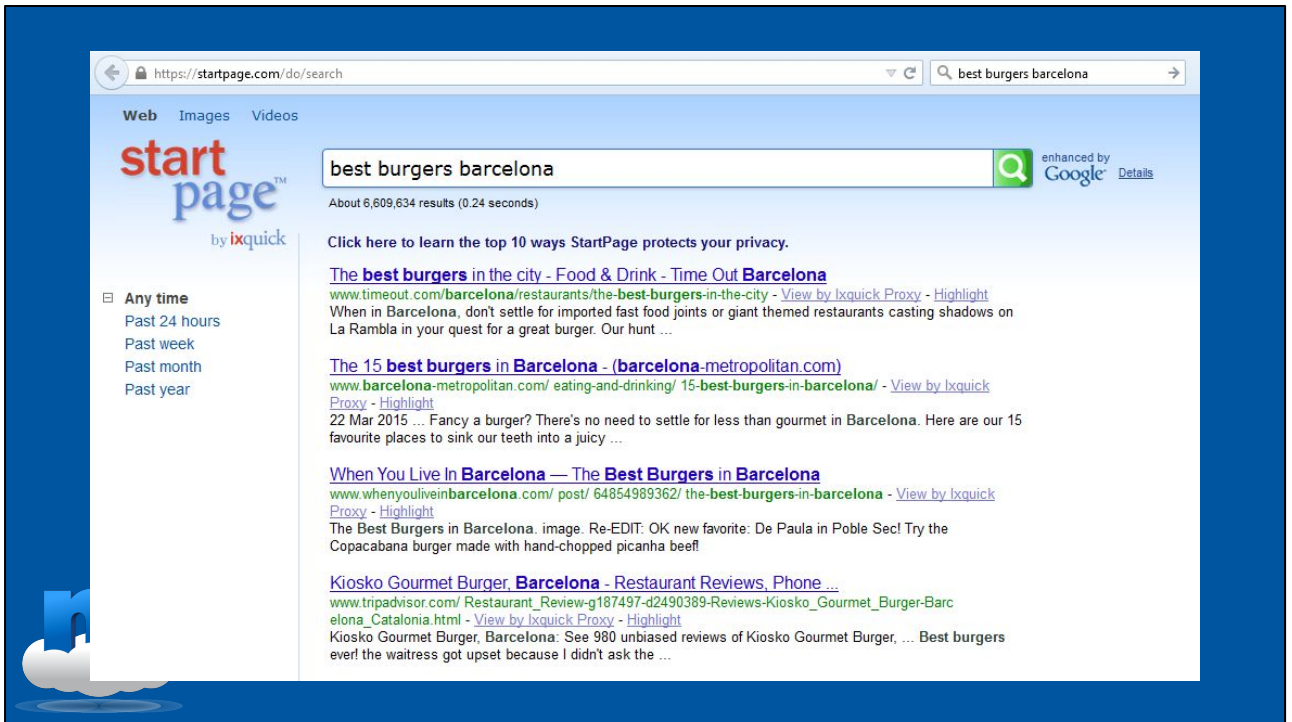 https://startpage.com/do/search
best burgers barcelona
Web Images Videos
start
page™
by ixquick
best burgers barcelona
enhanced by
Google Details
About 6,609,634 results (0.24 seconds)
Click here to learn the top 10 ways StartPage protects your privacy.
Any time
Past 24 hours
Past week
Past month
Past year
The best burgers in the city - Food & Drink - Time Out Barcelona
www.timeout.com/barcelona/restaurants/the-best-burgers-in-the-city - View by Ixquick Proxy - Highlight
When in Barcelona, don't settle for imported fast food joints or giant themed restaurants casting shadows on
La Rambla in your quest for a great burger. Our hunt ...
The 15 best burgers in Barcelona - (barcelona-metropolitan.com)
www.barcelona-metropolitan.com/ eating-and-drinking/ 15-best-burgers-in-barcelona/ - View by Ixquick
Proxy - Highlight
22 Mar 2015 ... Fancy a burger? There's no need to settle for less than gourmet in Barcelona. Here are our 15
favourite places to sink our teeth into a juicy ...
When You Live In Barcelona — The Best Burgers in Barcelona
www.whenyouliveinbarcelona.com/ post/ 64854989362/ the-best-burgers-in-barcelona - View by Ixquick
Proxy - Highlight
The Best Burgers in Barcelona. image. Re-EDIT: OK new favorite: De Paula in Poble Sec! Try the
Copacabana burger made with hand-chopped picanha beef!
Kiosko Gourmet Burger, Barcelona - Restaurant Reviews, Phone ...
www.tripadvisor.com/ Restaurant_Review-g187497-d2490389-Reviews-Kiosko_Gourmet_Burger-Barc
elona_Catalonia.html - View by Ixquick Proxy - Highlight
Kiosko Gourmet Burger, Barcelona: See 980 unbiased reviews of Kiosko Gourmet Burger, ... Best burgers
ever! the waitress got upset because I didn't ask the ...